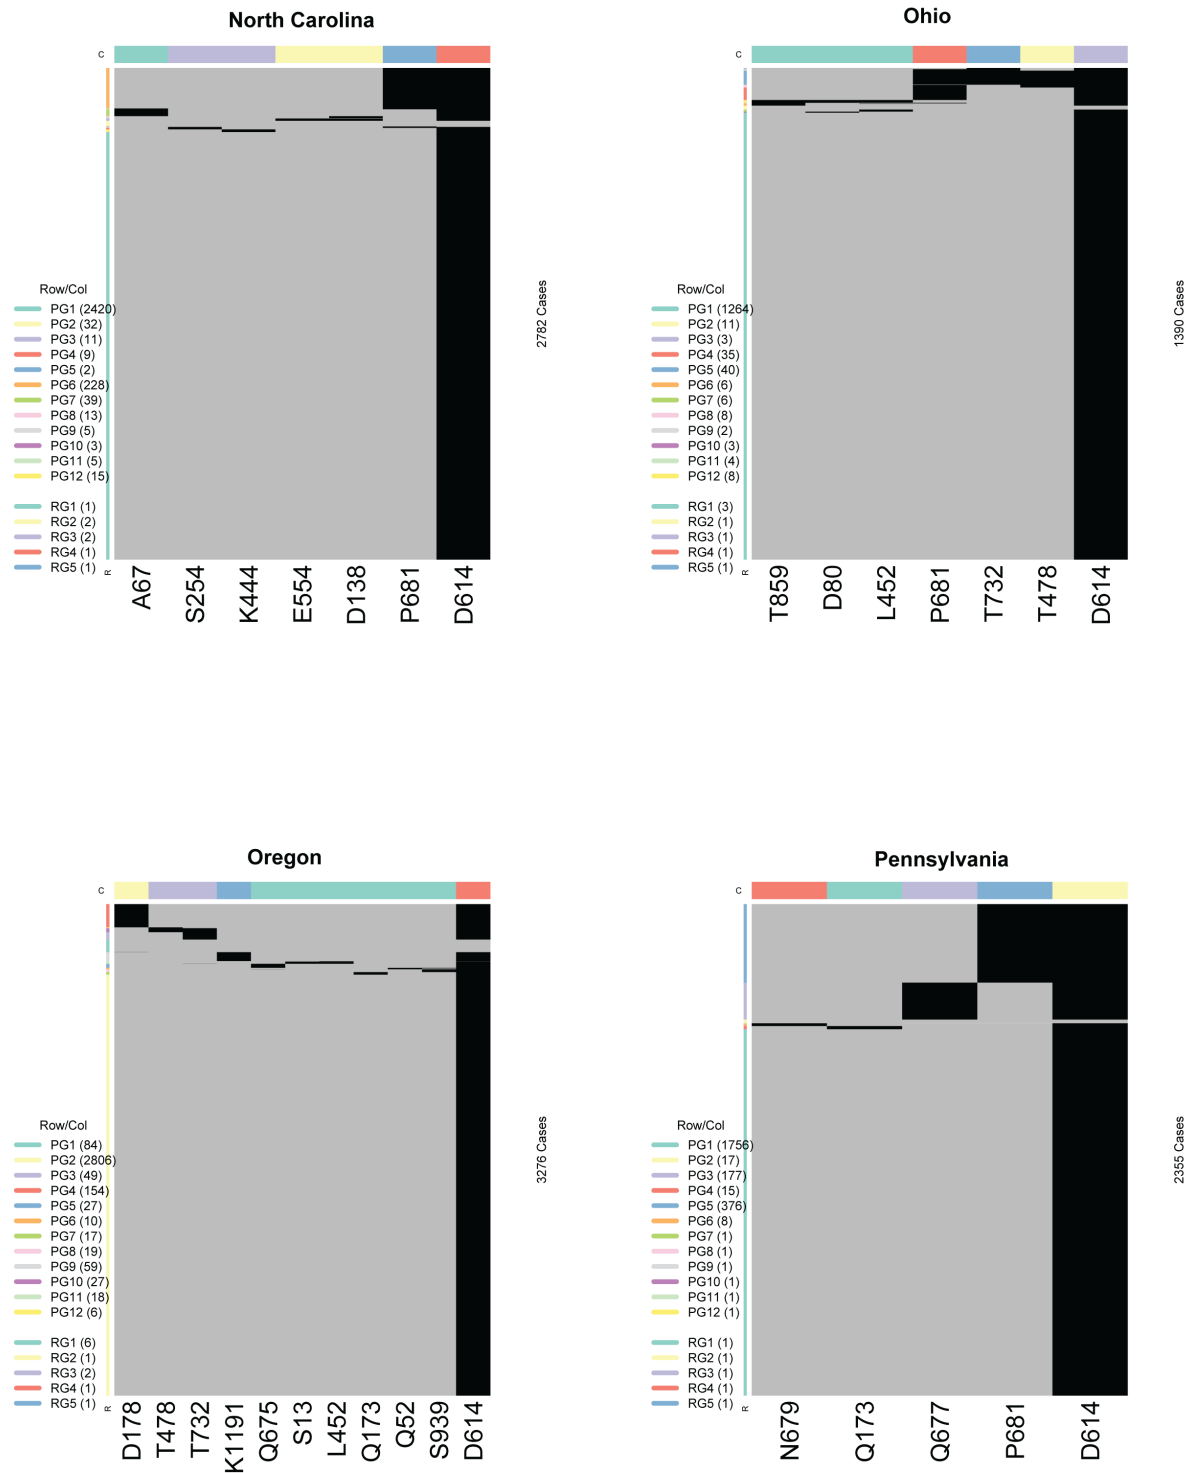 North Carolina
C
Row/Col
PG1 (2420)
PG2 (32)
PG3 (11)
PG4 (9)
PG5 (2)
PG6 (228)
PG7 (39)
PG8 (13)
PG9 (5)
PG10 (3)
PG11 (5)
PG12 (15)
RG1 (1)
RG2 (2)
RG3 (2)
RG4 (1)
RG5 (1)
R
2782 Cases
A67
S254
K444
E554
D138
P681
D614
Ohio
C
Row/Col
PG1 (1264)
PG2 (11)
PG3 (3)
PG4 (35)
PG5 (40)
PG6 (6)
PG7 (6)
PG8 (8)
PG9 (2)
PG10 (3)
PG11 (4)
PG12 (8)
RG1 (3)
RG2 (1)
RG3 (1)
RG4 (1)
RG5 (1)
R
1390 Cases
T859
D80
L452
P681
T732
T478
D614
Oregon
C
Row/Col
PG1 (84)
PG2 (2806)
PG3 (49)
PG4 (154)
PG5 (27)
PG6 (10)
PG7 (17)
PG8 (19)
PG9 (59)
PG10 (27)
PG11 (18)
PG12 (6)
RG1 (6)
RG2 (1)
RG3 (2)
RG4 (1)
RG5 (1)
R
3276 Cases
D178
T478
T732
K1191
Q675
S13
L452
Q173
Q52
S939
D614
Pennsylvania
C
Row/Col
PG1 (1756)
PG2 (17)
PG3 (177)
PG4 (15)
PG5 (376)
PG6 (8)
PG7 (1)
PG8 (1)
PG9 (1)
PG10 (1)
PG11 (1)
PG12 (1)
RG1 (1)
RG2 (1)
RG3 (1)
RG4 (1)
RG5 (1)
R
2355 Cases
N679
Q173
Q677
P681
D614